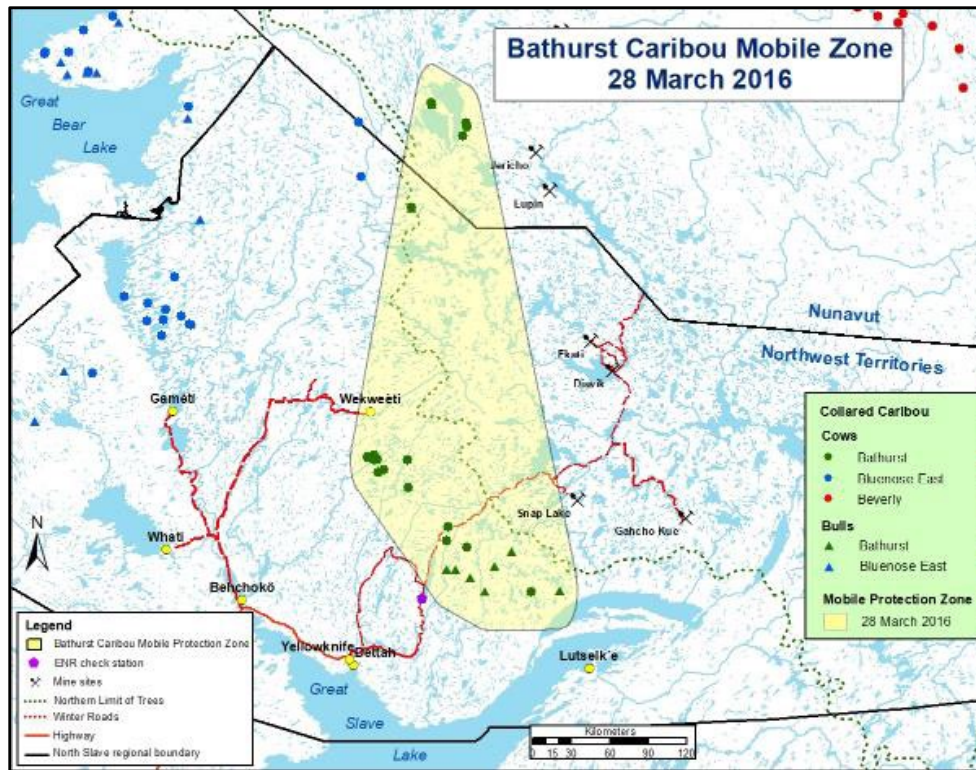 Bathurst Caribou Mobile Zone
28 March 2016
Great
Bear
Lake
Jericho
Lupin
Nunavut
Northwest Territories
Ekati
Diavik
Gamètì
Wekweètì
Snap Lake
Gahcho Kue
Whatì
Behchokö
Yellowknife
Dettah
Lutselk'e
Great
Slave
Lake
N
Collared Caribou
Cows
Bathurst
Bluenose East
Beverly
Bulls
Bathurst
Bluenose East
Mobile Protection Zone
28 March 2016
Legend
Bathurst Caribou Mobile Protection Zone
ENR check station
Mine sites
Northern Limit of Trees
Winter Roads
Highway
North Slave regional boundary
Kilometers
0 15 30 60 90 120